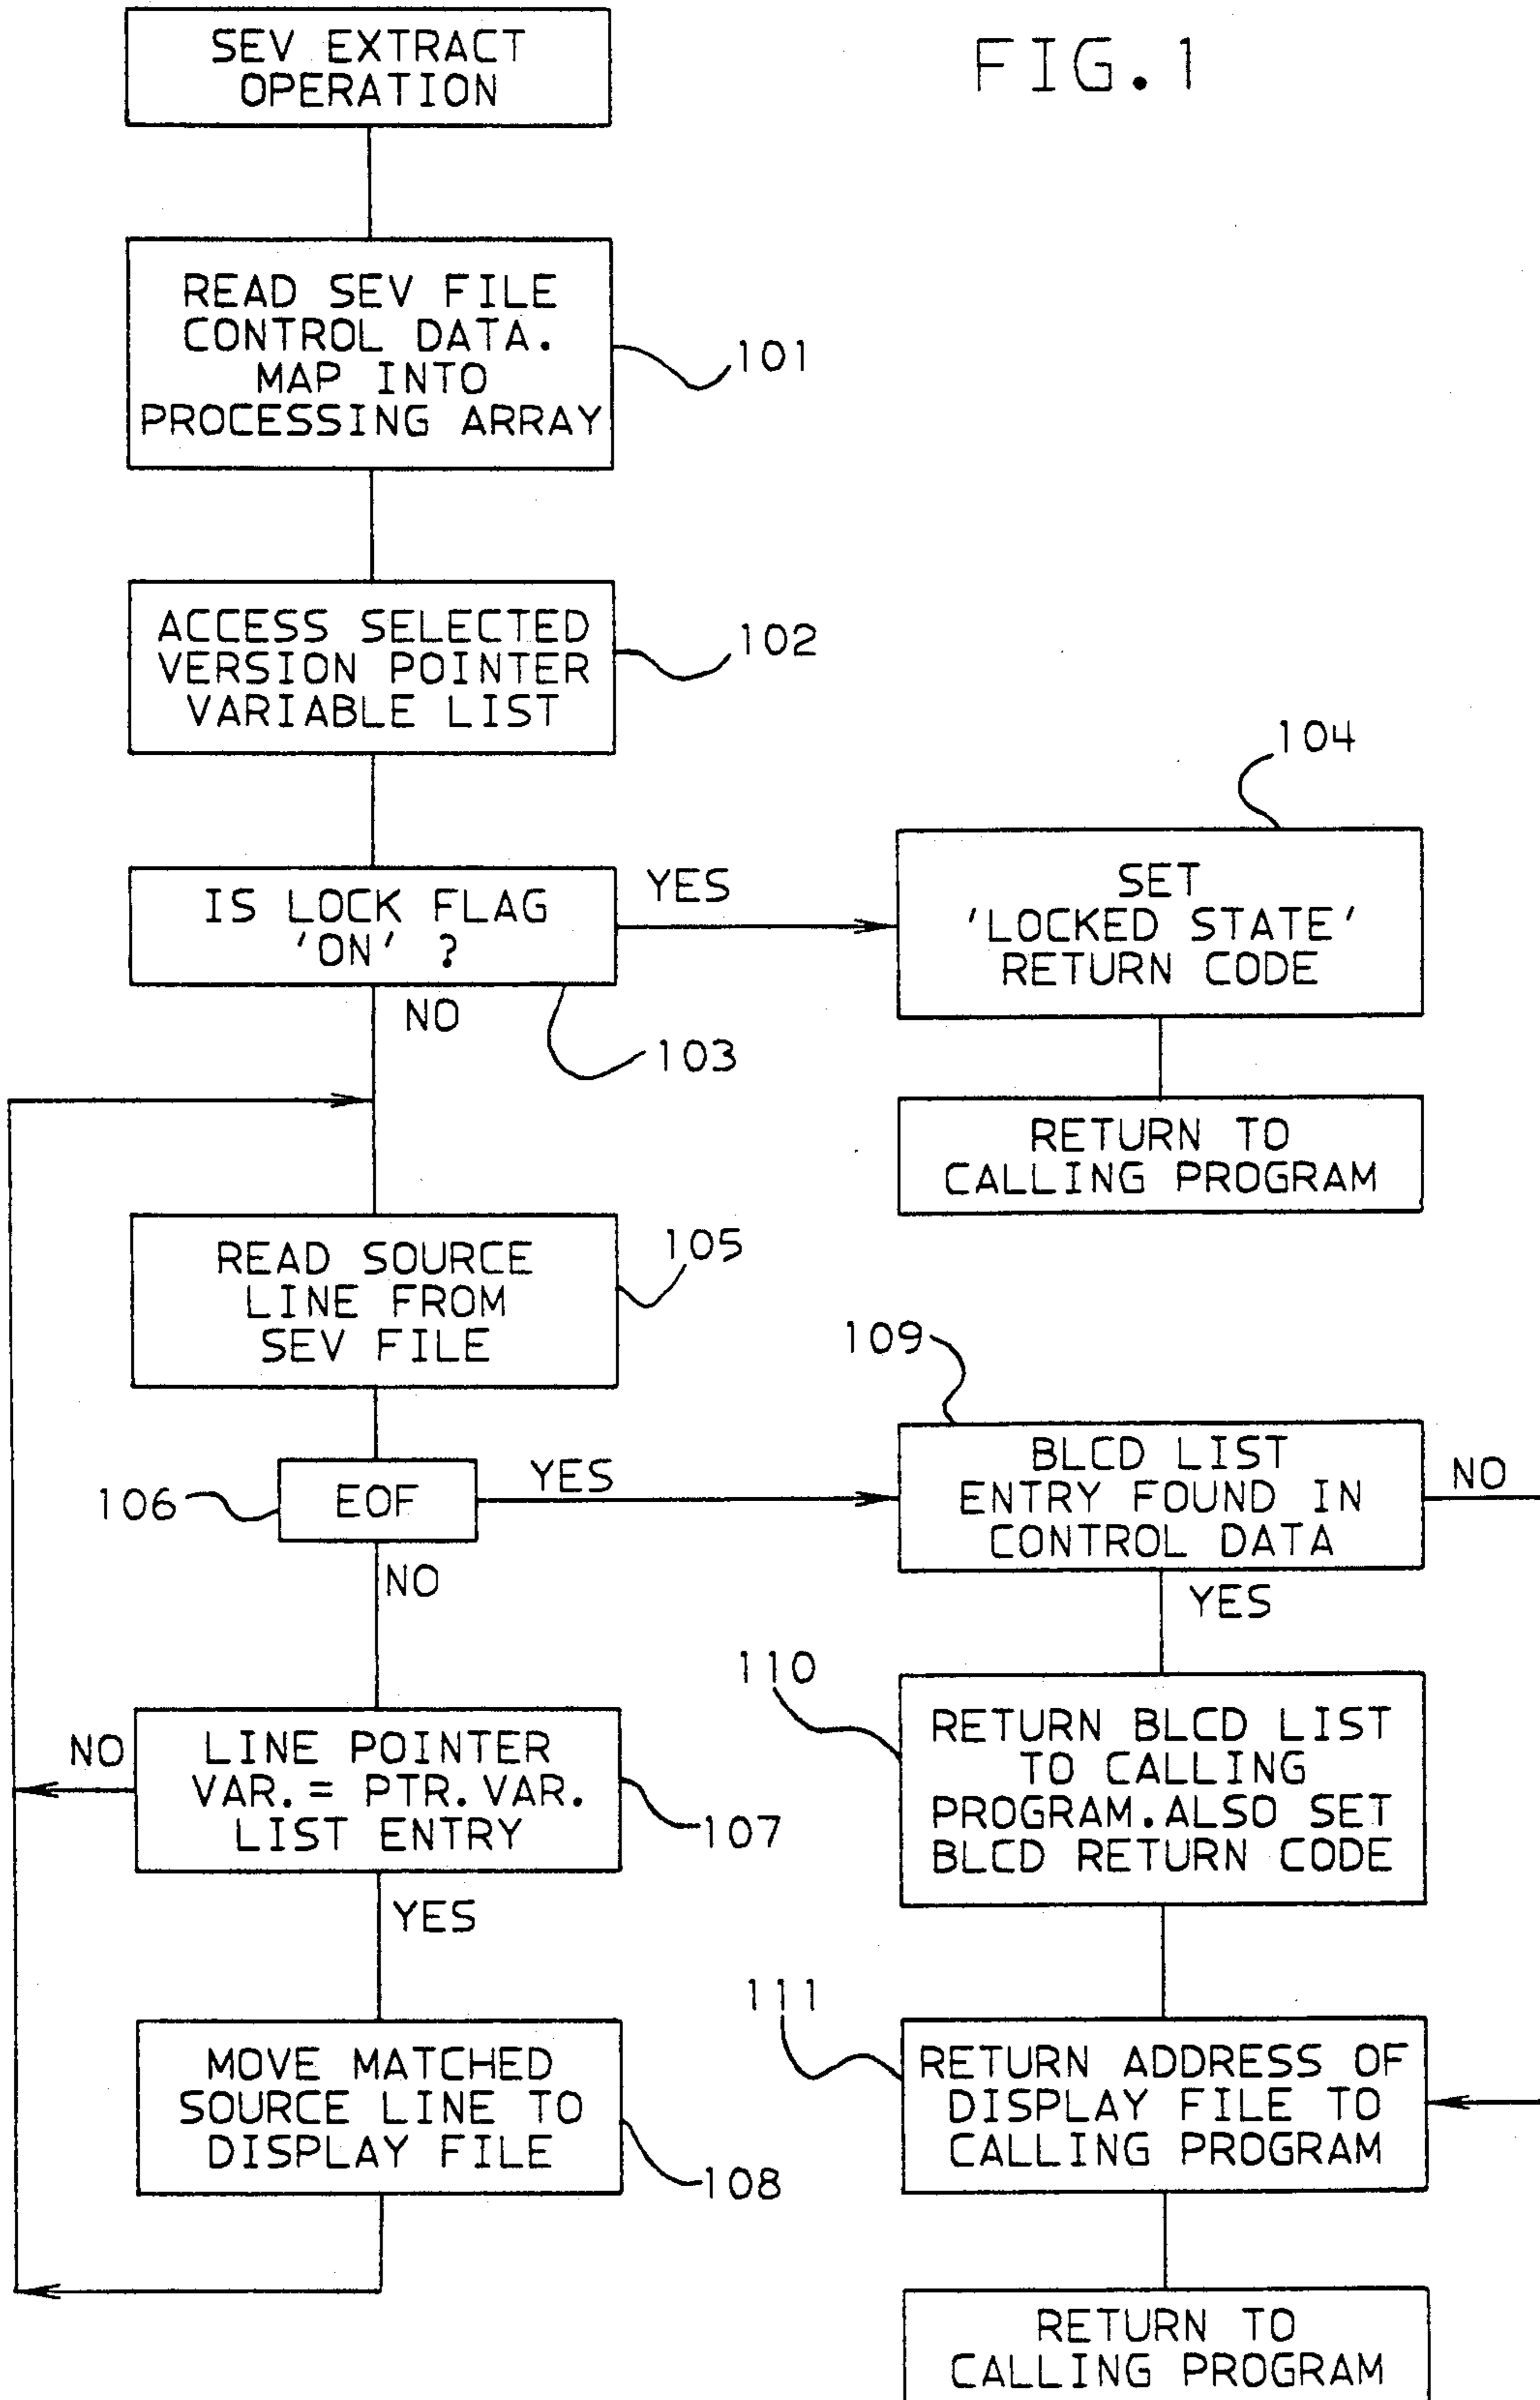 SEV EXTRACT
OPERATION
FIG.1
READ SEV FILE
CONTROL DATA.
MAP INTO
PROCESSING ARRAY
101
ACCESS SELECTED
VERSION POINTER
VARIABLE LIST
102
104
IS LOCK FLAG
'ON' ?
YES
NO
103
SET
'LOCKED STATE'
RETURN CODE
RETURN TO
CALLING PROGRAM
READ SOURCE
LINE FROM
SEV FILE
105
106
EOF
YES
NO
109
BLCD LIST
ENTRY FOUND IN
CONTROL DATA
NO
YES
LINE POINTER
VAR.= PTR.VAR.
LIST ENTRY
NO
107
YES
110
RETURN BLCD LIST
TO CALLING
PROGRAM.ALSO SET
BLCD RETURN CODE
MOVE MATCHED
SOURCE LINE TO
DISPLAY FILE
108
111
RETURN ADDRESS OF
DISPLAY FILE TO
CALLING PROGRAM
RETURN TO
CALLING PROGRAM